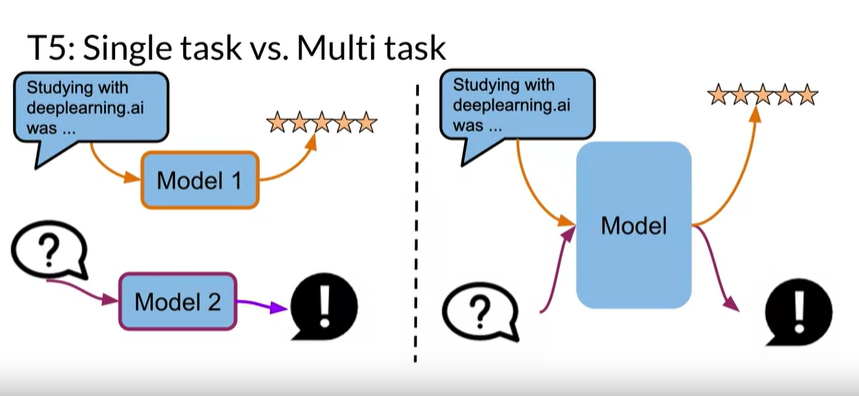 T5: Single task vs. Multi task
Studying with
deeplearning.ai
was ...
Model 1
?
Model 2
!
Studying with
deeplearning.ai
was ...
Model
?
!